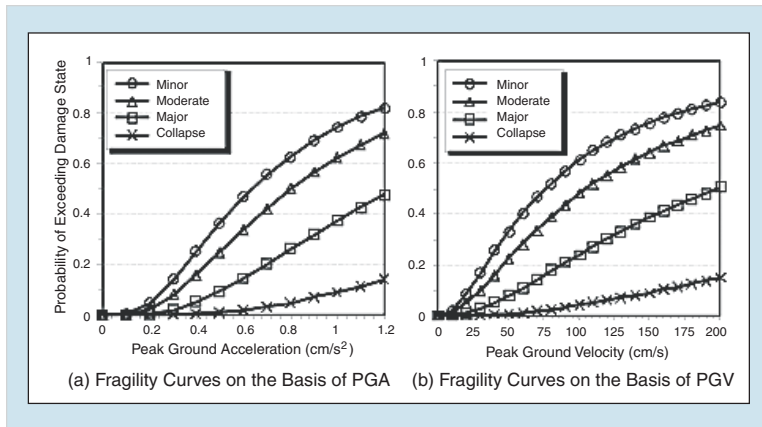 Probability of Exceeding Damage State
1
0.8
0.6
0.4
0.2
0
Minor
Moderate
Major
Collapse
0 0.2 0.4 0.6 0.8 1 1.2
Peak Ground Acceleration (cm/s²)
(a) Fragility Curves on the Basis of PGA
1
0.8
0.6
0.4
0.2
0
Minor
Moderate
Major
Collapse
0 25 50 75 100 125 150 175 200
Peak Ground Velocity (cm/s)
(b) Fragility Curves on the Basis of PGV